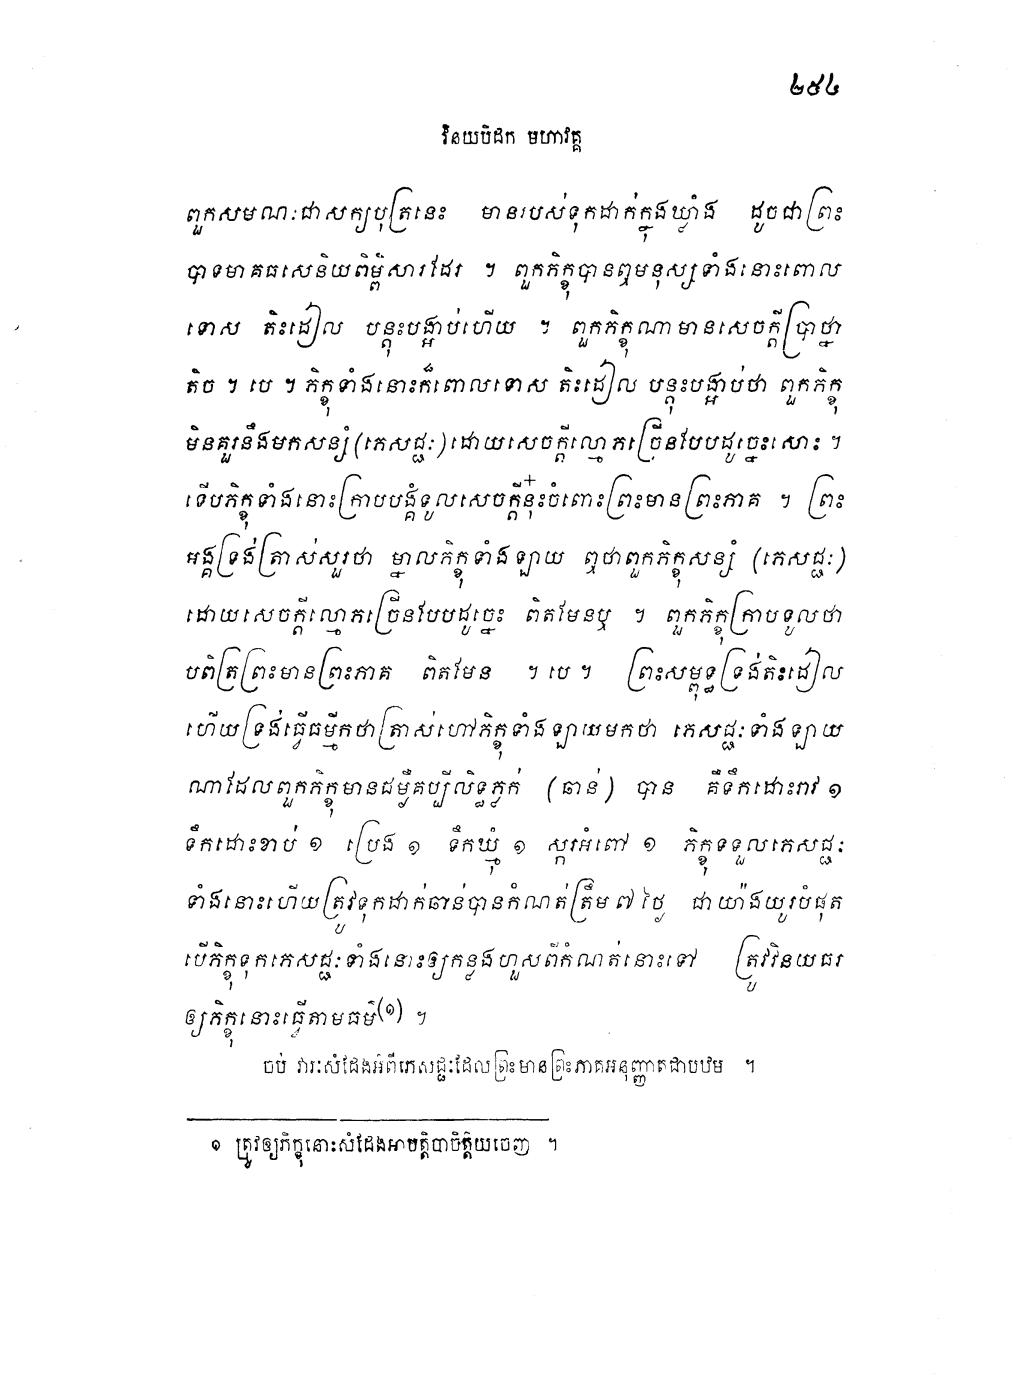 ២៥៤
វិនយបិដក មហាវគ្គ
ពួកសមណៈជាសក្យបុត្រនេះ មានរបស់ទុកដាក់ក្នុងឃ្លាំង ដូចជាព្រះ
បាទមាគធសេនិយពិម្ពិសារដែរ ។ ពួកភិក្ខុបានឮមនុស្សទាំងនោះពោល
ទោស តិះដៀល បន្តុះបង្អាប់ហើយ ។ ពួកភិក្ខុណាមានសេចក្តីប្រាថ្នា
តិច ។ បេ ។ ភិក្ខុទាំងនោះក៏ពោលទោស តិះដៀល បន្តុះបង្អាប់ថា ពួកភិក្ខុ
មិនគួរនឹងមកសន្សំ (ភេសជ្ជៈ) ដោយសេចក្តីល្មោភច្រើនបែបដូច្នេះសោះ ។
ទើបភិក្ខុទាំងនោះក្រាបបង្គំទូលសេចក្តីនុ៎ះចំពោះព្រះមានព្រះភាគ ។ ព្រះ
អង្គទ្រង់ត្រាស់សួរថា ម្នាលភិក្ខុទាំងឡាយ ឮថាពួកភិក្ខុសន្សំ (ភេសជ្ជៈ)
ដោយសេចក្តីល្មោភច្រើនបែបដូច្នេះ ពិតមែនឬ ។ ពួកភិក្ខុក្រាបទូលថា
បពិត្រព្រះមានព្រះភាគ ពិតមែន ។ បេ ។ ព្រះសម្ពុទ្ធទ្រង់តិះដៀល
ហើយទ្រង់ធ្វើធម្មីកថាត្រាស់ហៅភិក្ខុទាំងឡាយមកថា ភេសជ្ជៈទាំងឡាយ
ណាដែលពួកភិក្ខុមានជម្ងឺគប្បីលិទ្ធភ្លក់ (ឆាន់) បាន គឺទឹកដោះរាវ ១
ទឹកដោះខាប់ ១ ប្រេង ១ ទឹកឃ្មុំ ១ ស្ករអំពៅ ១ ភិក្ខុទទួលភេសជ្ជៈ
ទាំងនោះហើយត្រូវទុកដាក់ឆាន់បានកំណត់ត្រឹម ៧ ថ្ងៃ ជាយ៉ាងយូរបំផុត
បើភិក្ខុទុកភេសជ្ជៈទាំងនោះឲ្យកន្លងហួសពីកំណត់នោះទៅ ត្រូវវិនយធរ
ឲ្យភិក្ខុនោះធ្វើតាមធម៌(១) ។
ចប់ វារៈសំដែងអំពីភេសជ្ជៈដែលព្រះមានព្រះភាគអនុញ្ញាតជាបឋម ។
១ ត្រូវឲ្យភិក្ខុនោះសំដែងអាបត្តិបាចិត្តិយចេញ ។